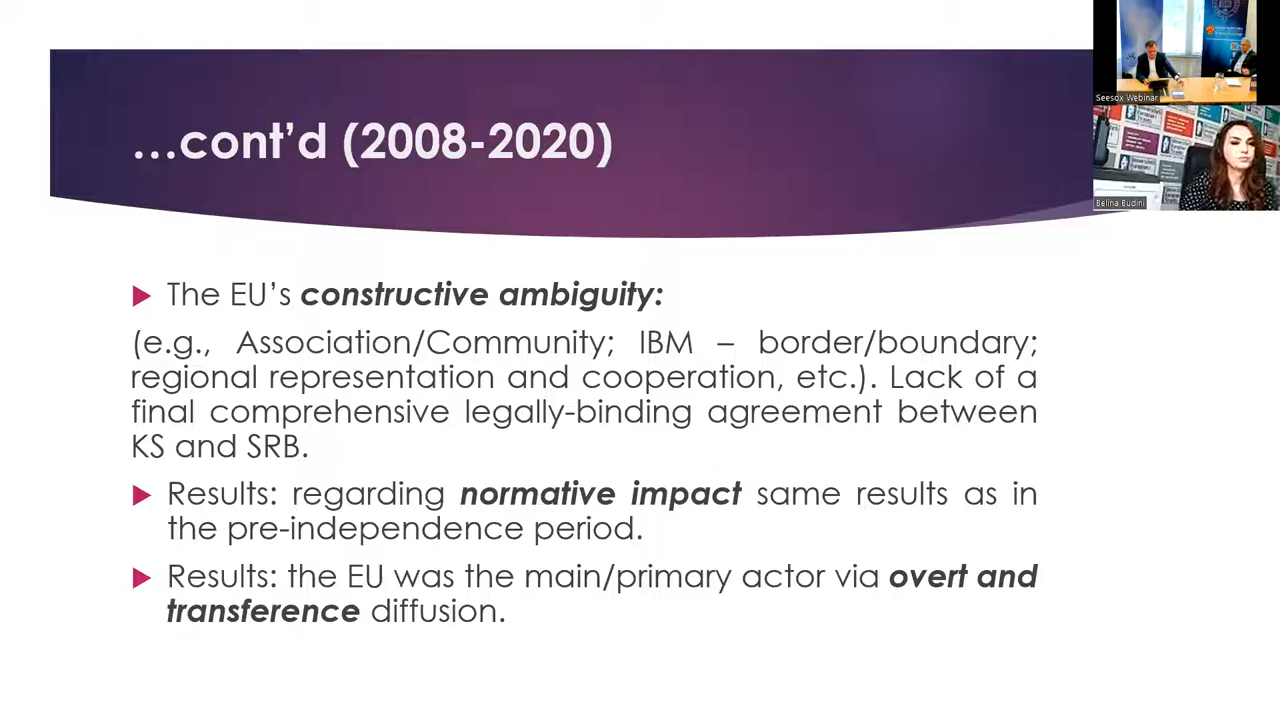 …cont’d (2008-2020)
The EU’s constructive ambiguity:
(e.g., Association/Community; IBM – border/boundary;
regional representation and cooperation, etc.). Lack of a
final comprehensive legally-binding agreement between
KS and SRB.
Results: regarding normative impact same results as in
the pre-independence period.
Results: the EU was the main/primary actor via overt and
transference diffusion.
Seesox Webinar
Belina Budini